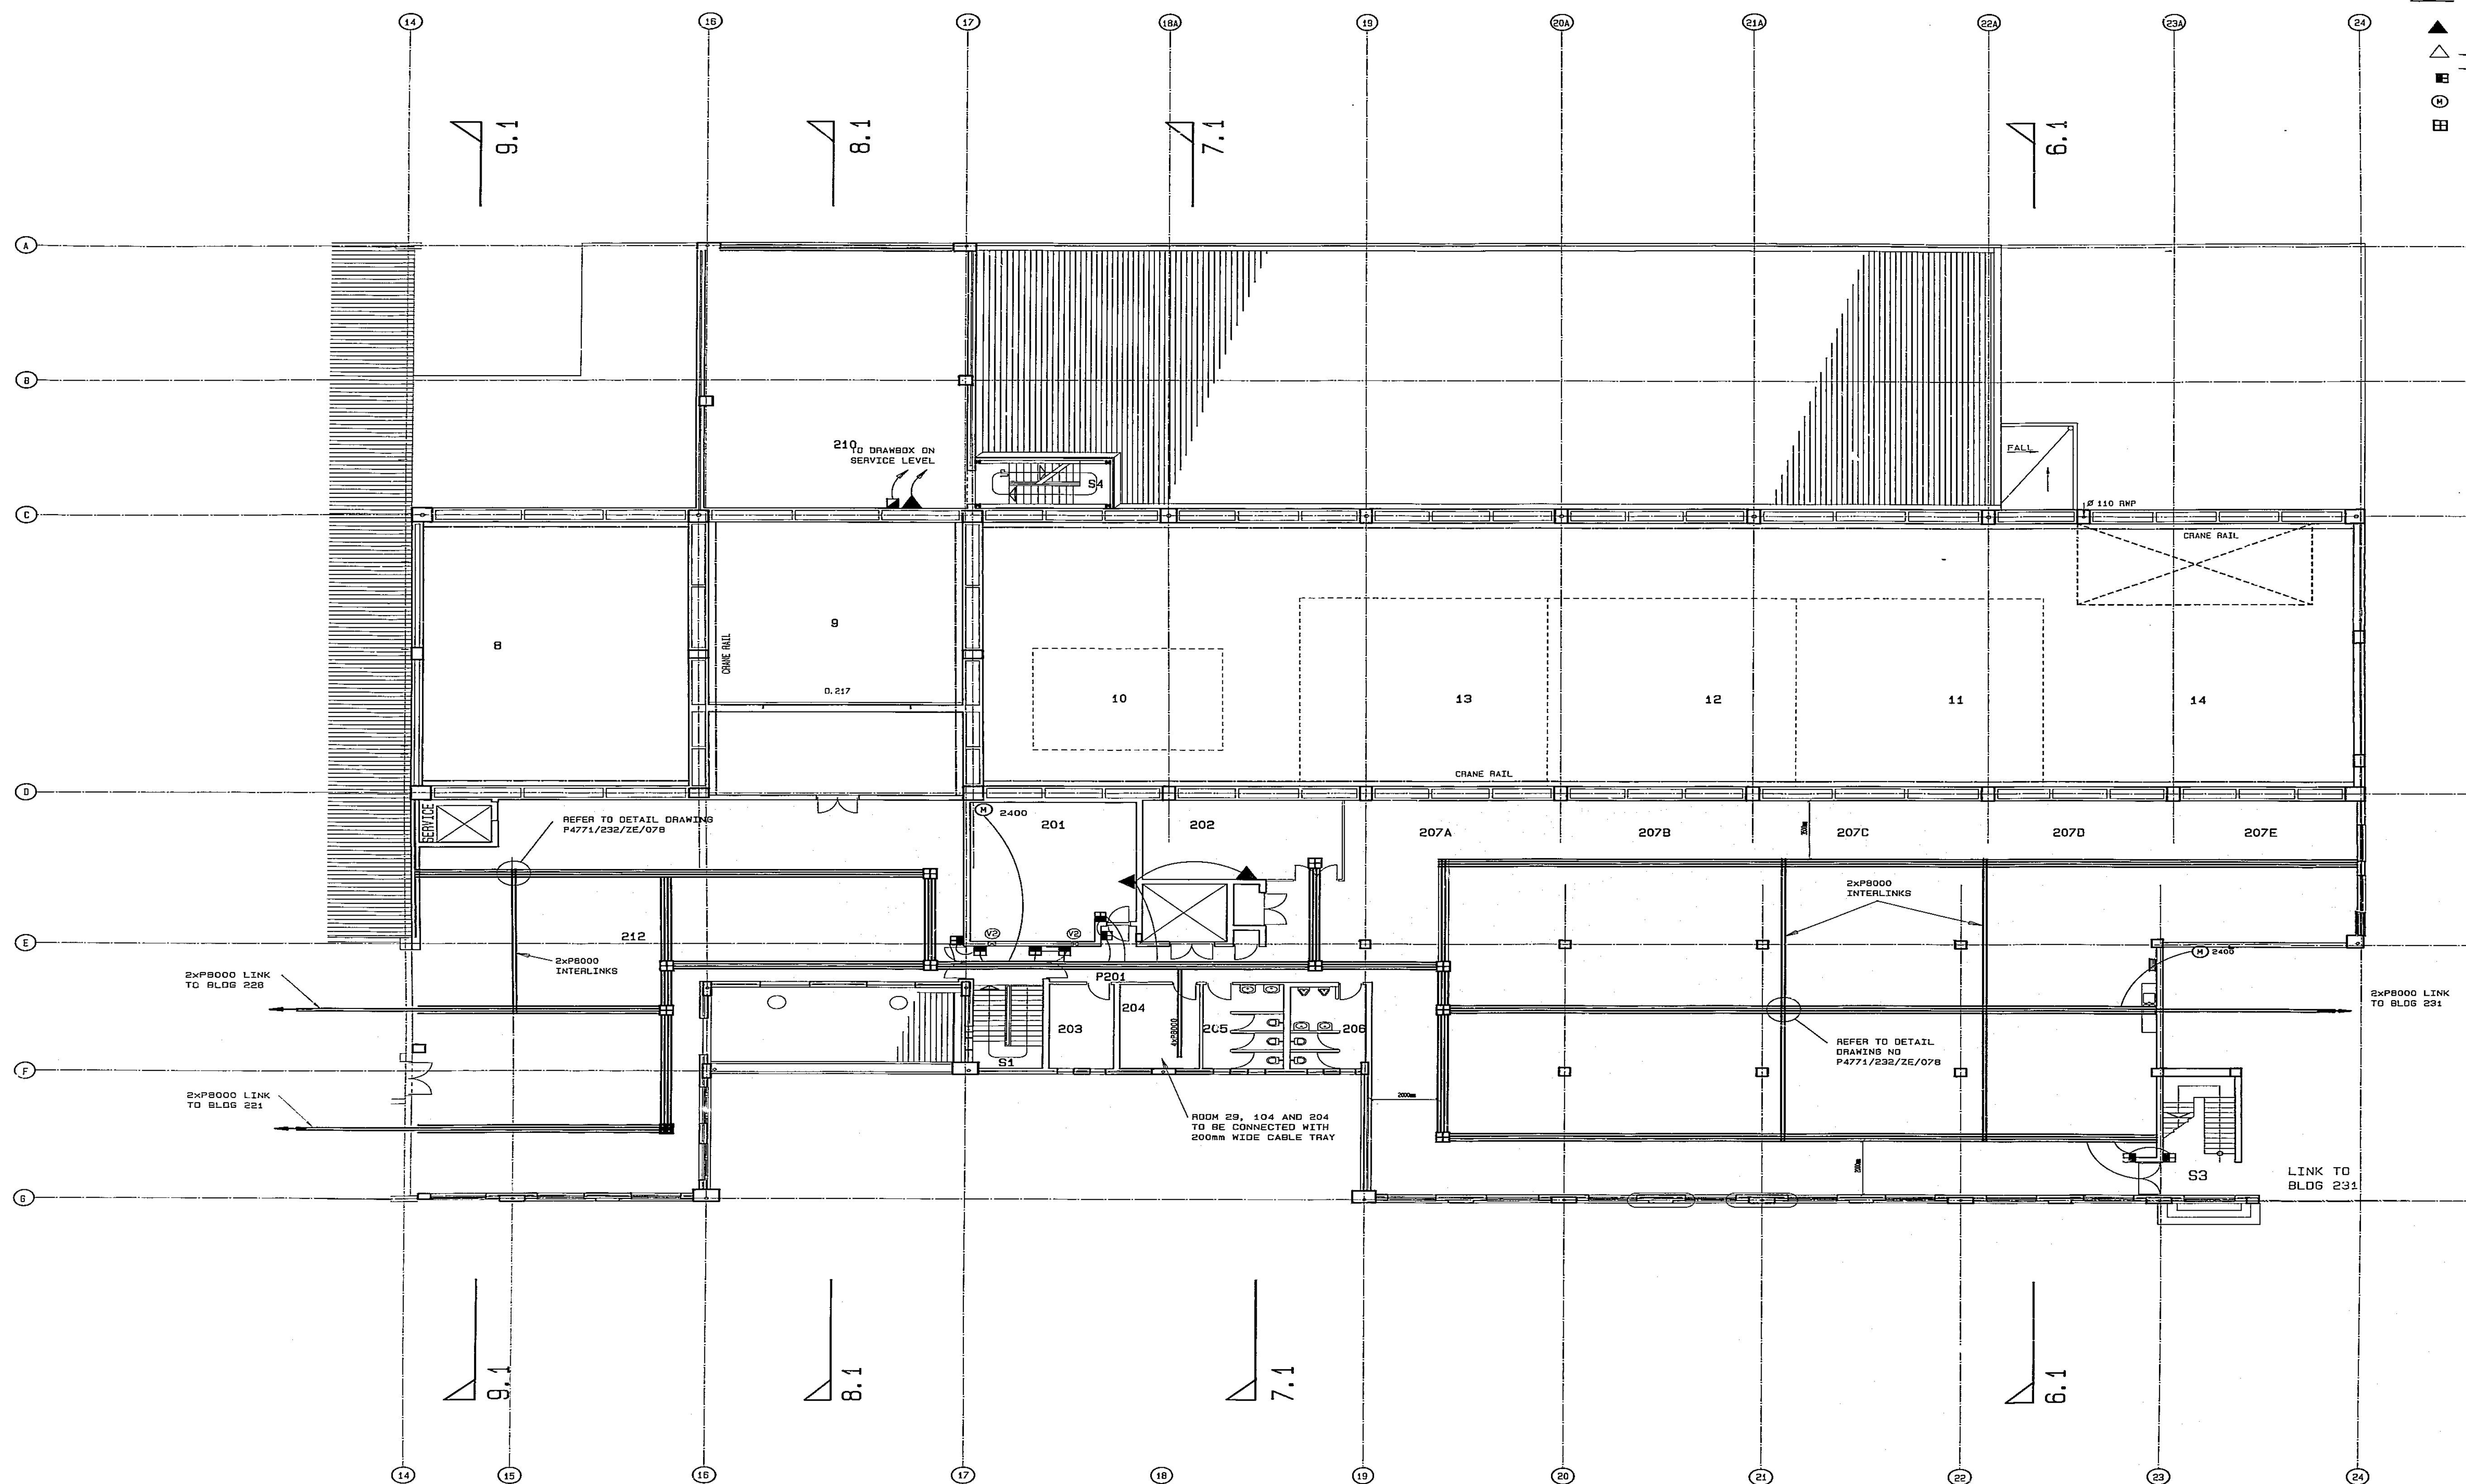 14
16
17
18A
19
20A
21A
22A
23A
24
M
9.1
8.1
7.1
6.1
A
B
210
TO DRAWBOX ON
SERVICE LEVEL
S4
FALL
C
Ø 110 RWP
CRANE RAIL
8
9
CRANE RAIL
0.217
10
13
12
11
14
CRANE RAIL
D
SERVICE
REFER TO DETAIL DRAWING
P4771/232/ZE/078
M 2400
201
202
207A
207B
207C
207D
207E
2xP8000
INTERLINKS
E
212
V2
V2
2xP8000
INTERLINKS
M 2400
2xP8000 LINK
TO BLDG 228
P201
204
203
4xP8000
205
206
2xP8000 LINK
TO BLDG 231
REFER TO DETAIL
DRAWING NO
P4771/232/ZE/078
F
S1
2xP8000 LINK
TO BLDG 221
2000mm
ROOM 29, 104 AND 204
TO BE CONNECTED WITH
200mm WIDE CABLE TRAY
S3
LINK TO
BLDG 231
G
9.1
8.1
7.1
6.1
14
15
16
17
18
19
20
21
22
23
24